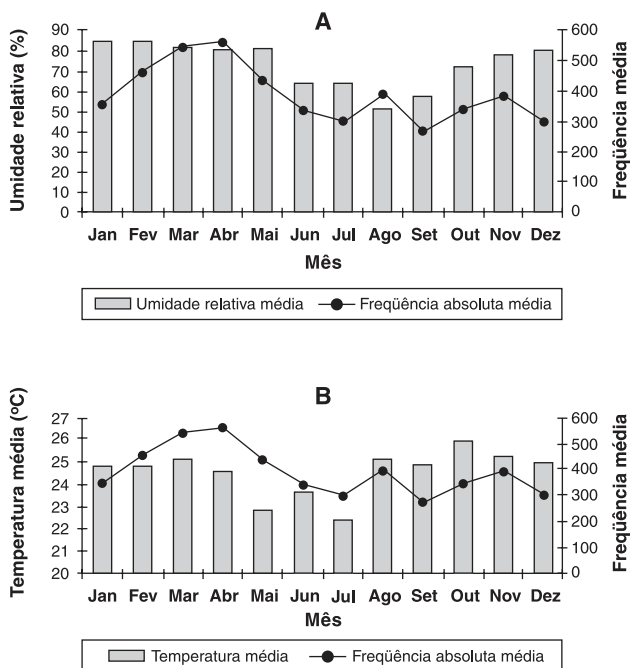 A
Umidade relativa (%)
90
80
70
60
50
40
30
20
10
0
600
500
400
300
200
100
0
Freqüência média
Jan Fev Mar Abr Mai Jun Jul Ago Set Out Nov Dez
Mês
Umidade relativa média Freqüência absoluta média
B
Temperatura média (ºC)
27
26
25
24
23
22
21
20
600
500
400
300
200
100
0
Freqüência média
Jan Fev Mar Abr Mai Jun Jul Ago Set Out Nov Dez
Mês
Temperatura média Freqüência absoluta média